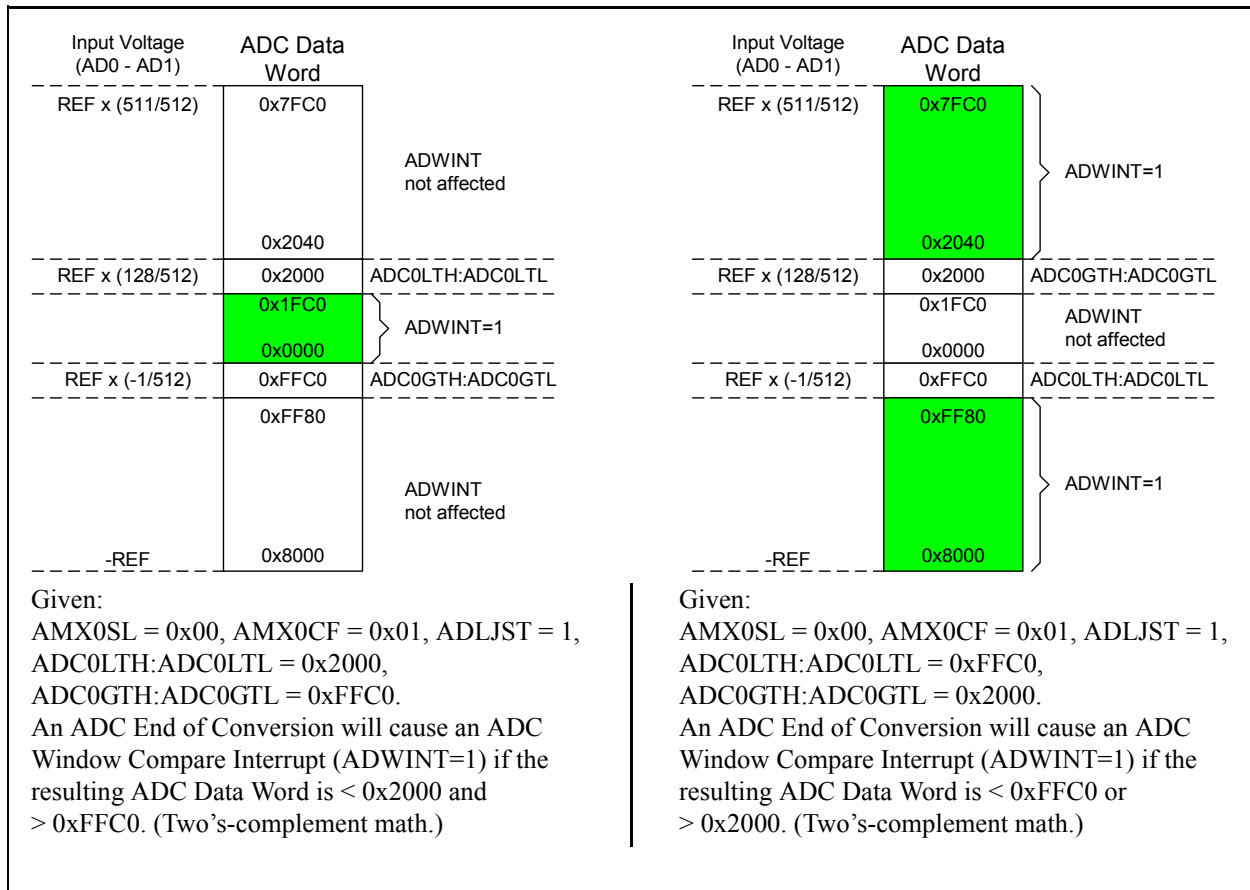 Input Voltage
(AD0 - AD1)
ADC Data
Word
REF x (511/512)
0x7FC0
ADWINT
not affected
0x2040
REF x (128/512)
0x2000
ADC0LTH:ADC0LTL
0x1FC0
ADWINT=1
0x0000
REF x (-1/512)
0xFFC0
ADC0GTH:ADC0GTL
0xFF80
ADWINT
not affected
-REF
0x8000
Given:
AMX0SL = 0x00, AMX0CF = 0x01, ADLJST = 1,
ADC0LTH:ADC0LTL = 0x2000,
ADC0GTH:ADC0GTL = 0xFFC0.
An ADC End of Conversion will cause an ADC
Window Compare Interrupt (ADWINT=1) if the
resulting ADC Data Word is < 0x2000 and
> 0xFFC0. (Two’s-complement math.)
Input Voltage
(AD0 - AD1)
ADC Data
Word
REF x (511/512)
0x7FC0
ADWINT=1
0x2040
REF x (128/512)
0x2000
ADC0GTH:ADC0GTL
0x1FC0
ADWINT
not affected
0x0000
REF x (-1/512)
0xFFC0
ADC0LTH:ADC0LTL
0xFF80
ADWINT=1
-REF
0x8000
Given:
AMX0SL = 0x00, AMX0CF = 0x01, ADLJST = 1,
ADC0LTH:ADC0LTL = 0xFFC0,
ADC0GTH:ADC0GTL = 0x2000.
An ADC End of Conversion will cause an ADC
Window Compare Interrupt (ADWINT=1) if the
resulting ADC Data Word is < 0xFFC0 or
> 0x2000. (Two’s-complement math.)